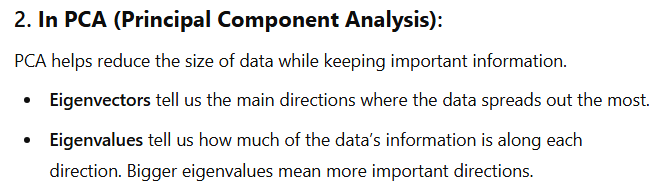 2. In PCA (Principal Component Analysis):
PCA helps reduce the size of data while keeping important information.
• Eigenvectors tell us the main directions where the data spreads out the most.
• Eigenvalues tell us how much of the data’s information is along each
direction. Bigger eigenvalues mean more important directions.